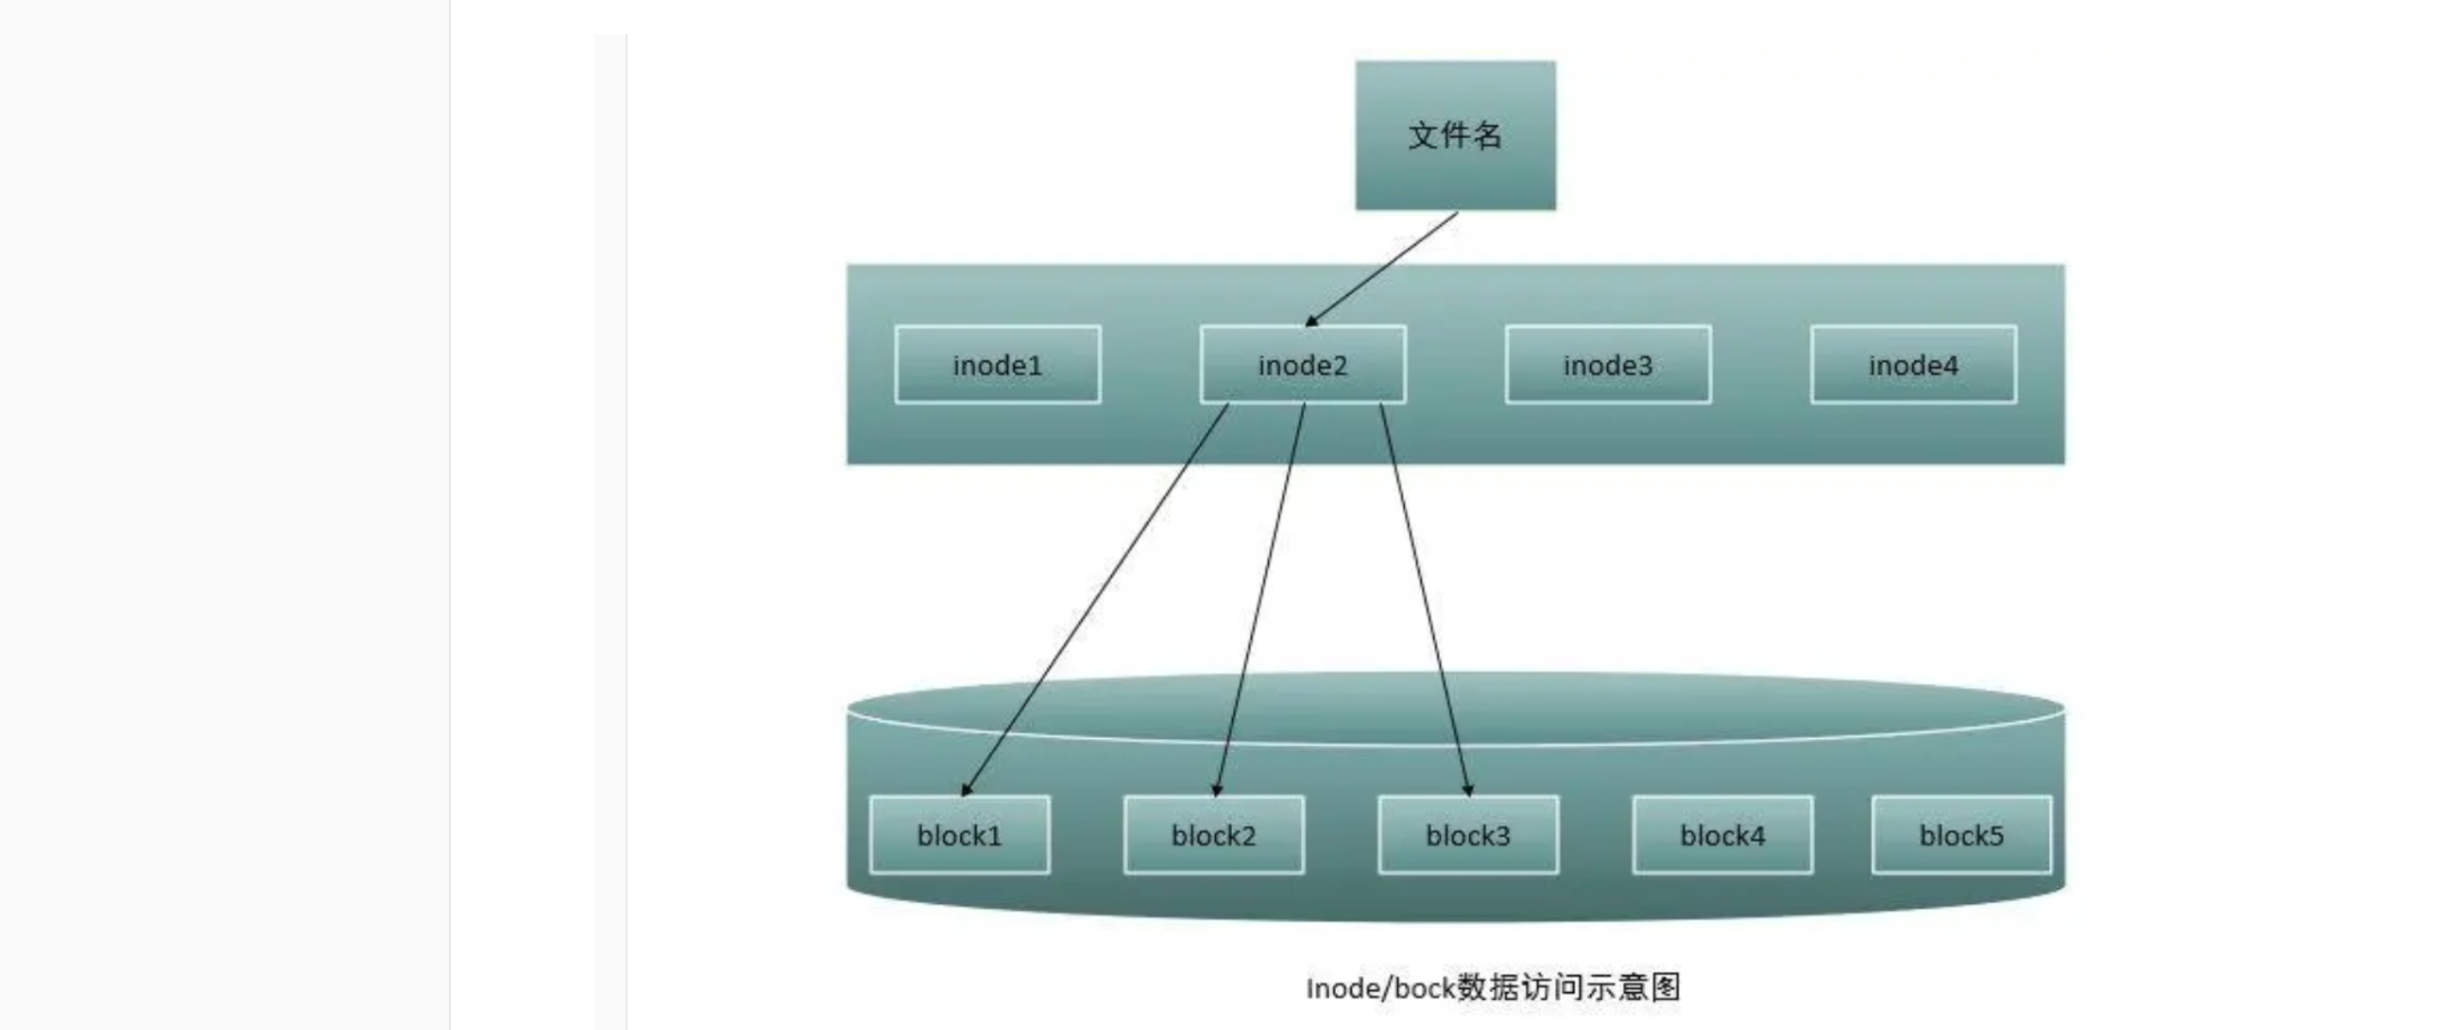 文件名
inode1 inode2 inode3 inode4
block1 block2 block3 block4 block5
Inode/bock数据访问示意图